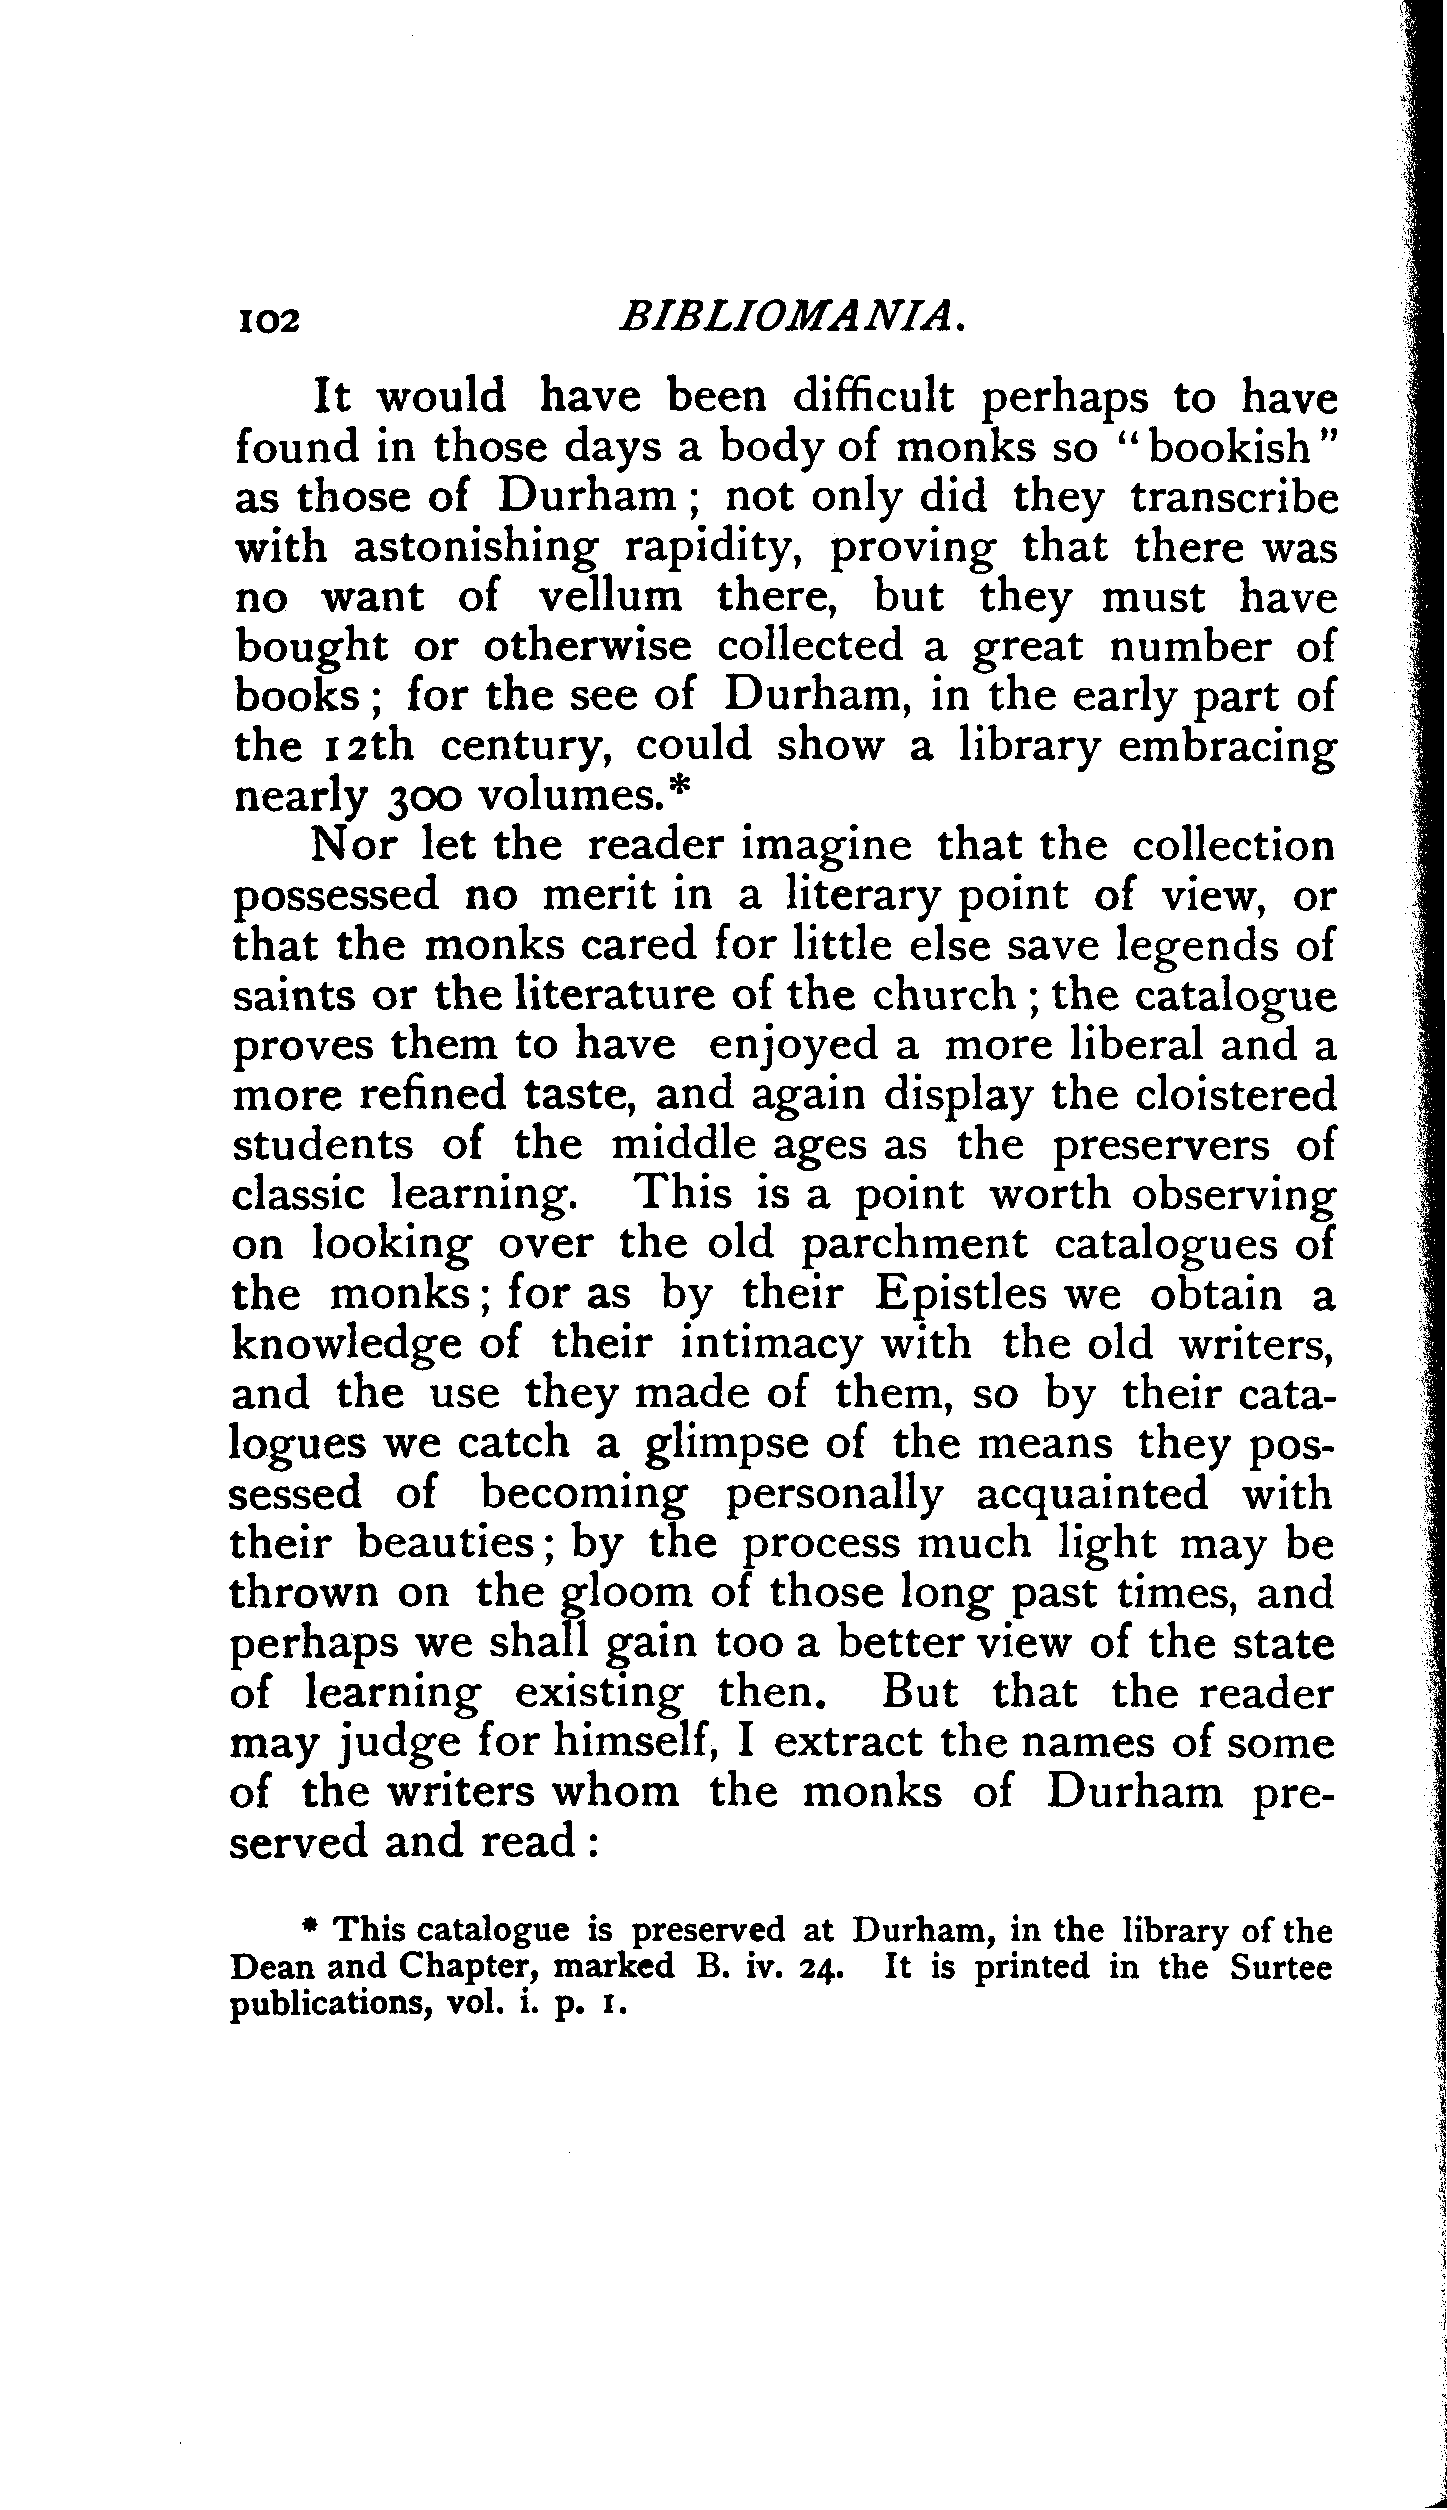 102 BIBLIOMANIA.
It would have been difficult perhaps to have
found in those days a body of monks so “bookish”
as those of Durham; not only did they transcribe
with astonishing rapidity, proving that there was
no want of vellum there, but they must have
bought or otherwise collected a great number of
books; for the see of Durham, in the early part of
the 12th century, could show a library embracing
nearly 300 volumes.*
Nor let the reader imagine that the collection
possessed no merit in a literary point of view, or
that the monks cared for little else save legends of
saints or the literature of the church; the catalogue
proves them to have enjoyed a more liberal and a
more refined taste, and again display the cloistered
students of the middle ages as the preservers of
classic learning. This is a point worth observing
on looking over the old parchment catalogues of
the monks; for as by their Epistles we obtain a
knowledge of their intimacy with the old writers,
and the use they made of them, so by their cata-
logues we catch a glimpse of the means they pos-
sessed of becoming personally acquainted with
their beauties; by the process much light may be
thrown on the gloom of those long past times, and
perhaps we shall gain too a better view of the state
of learning existing then. But that the reader
may judge for himself, I extract the names of some
of the writers whom the monks of Durham pre-
served and read:
* This catalogue is preserved at Durham, in the library of the
Dean and Chapter, marked B. iv. 24. It is printed in the Surtee
publications, vol. i. p. 1.